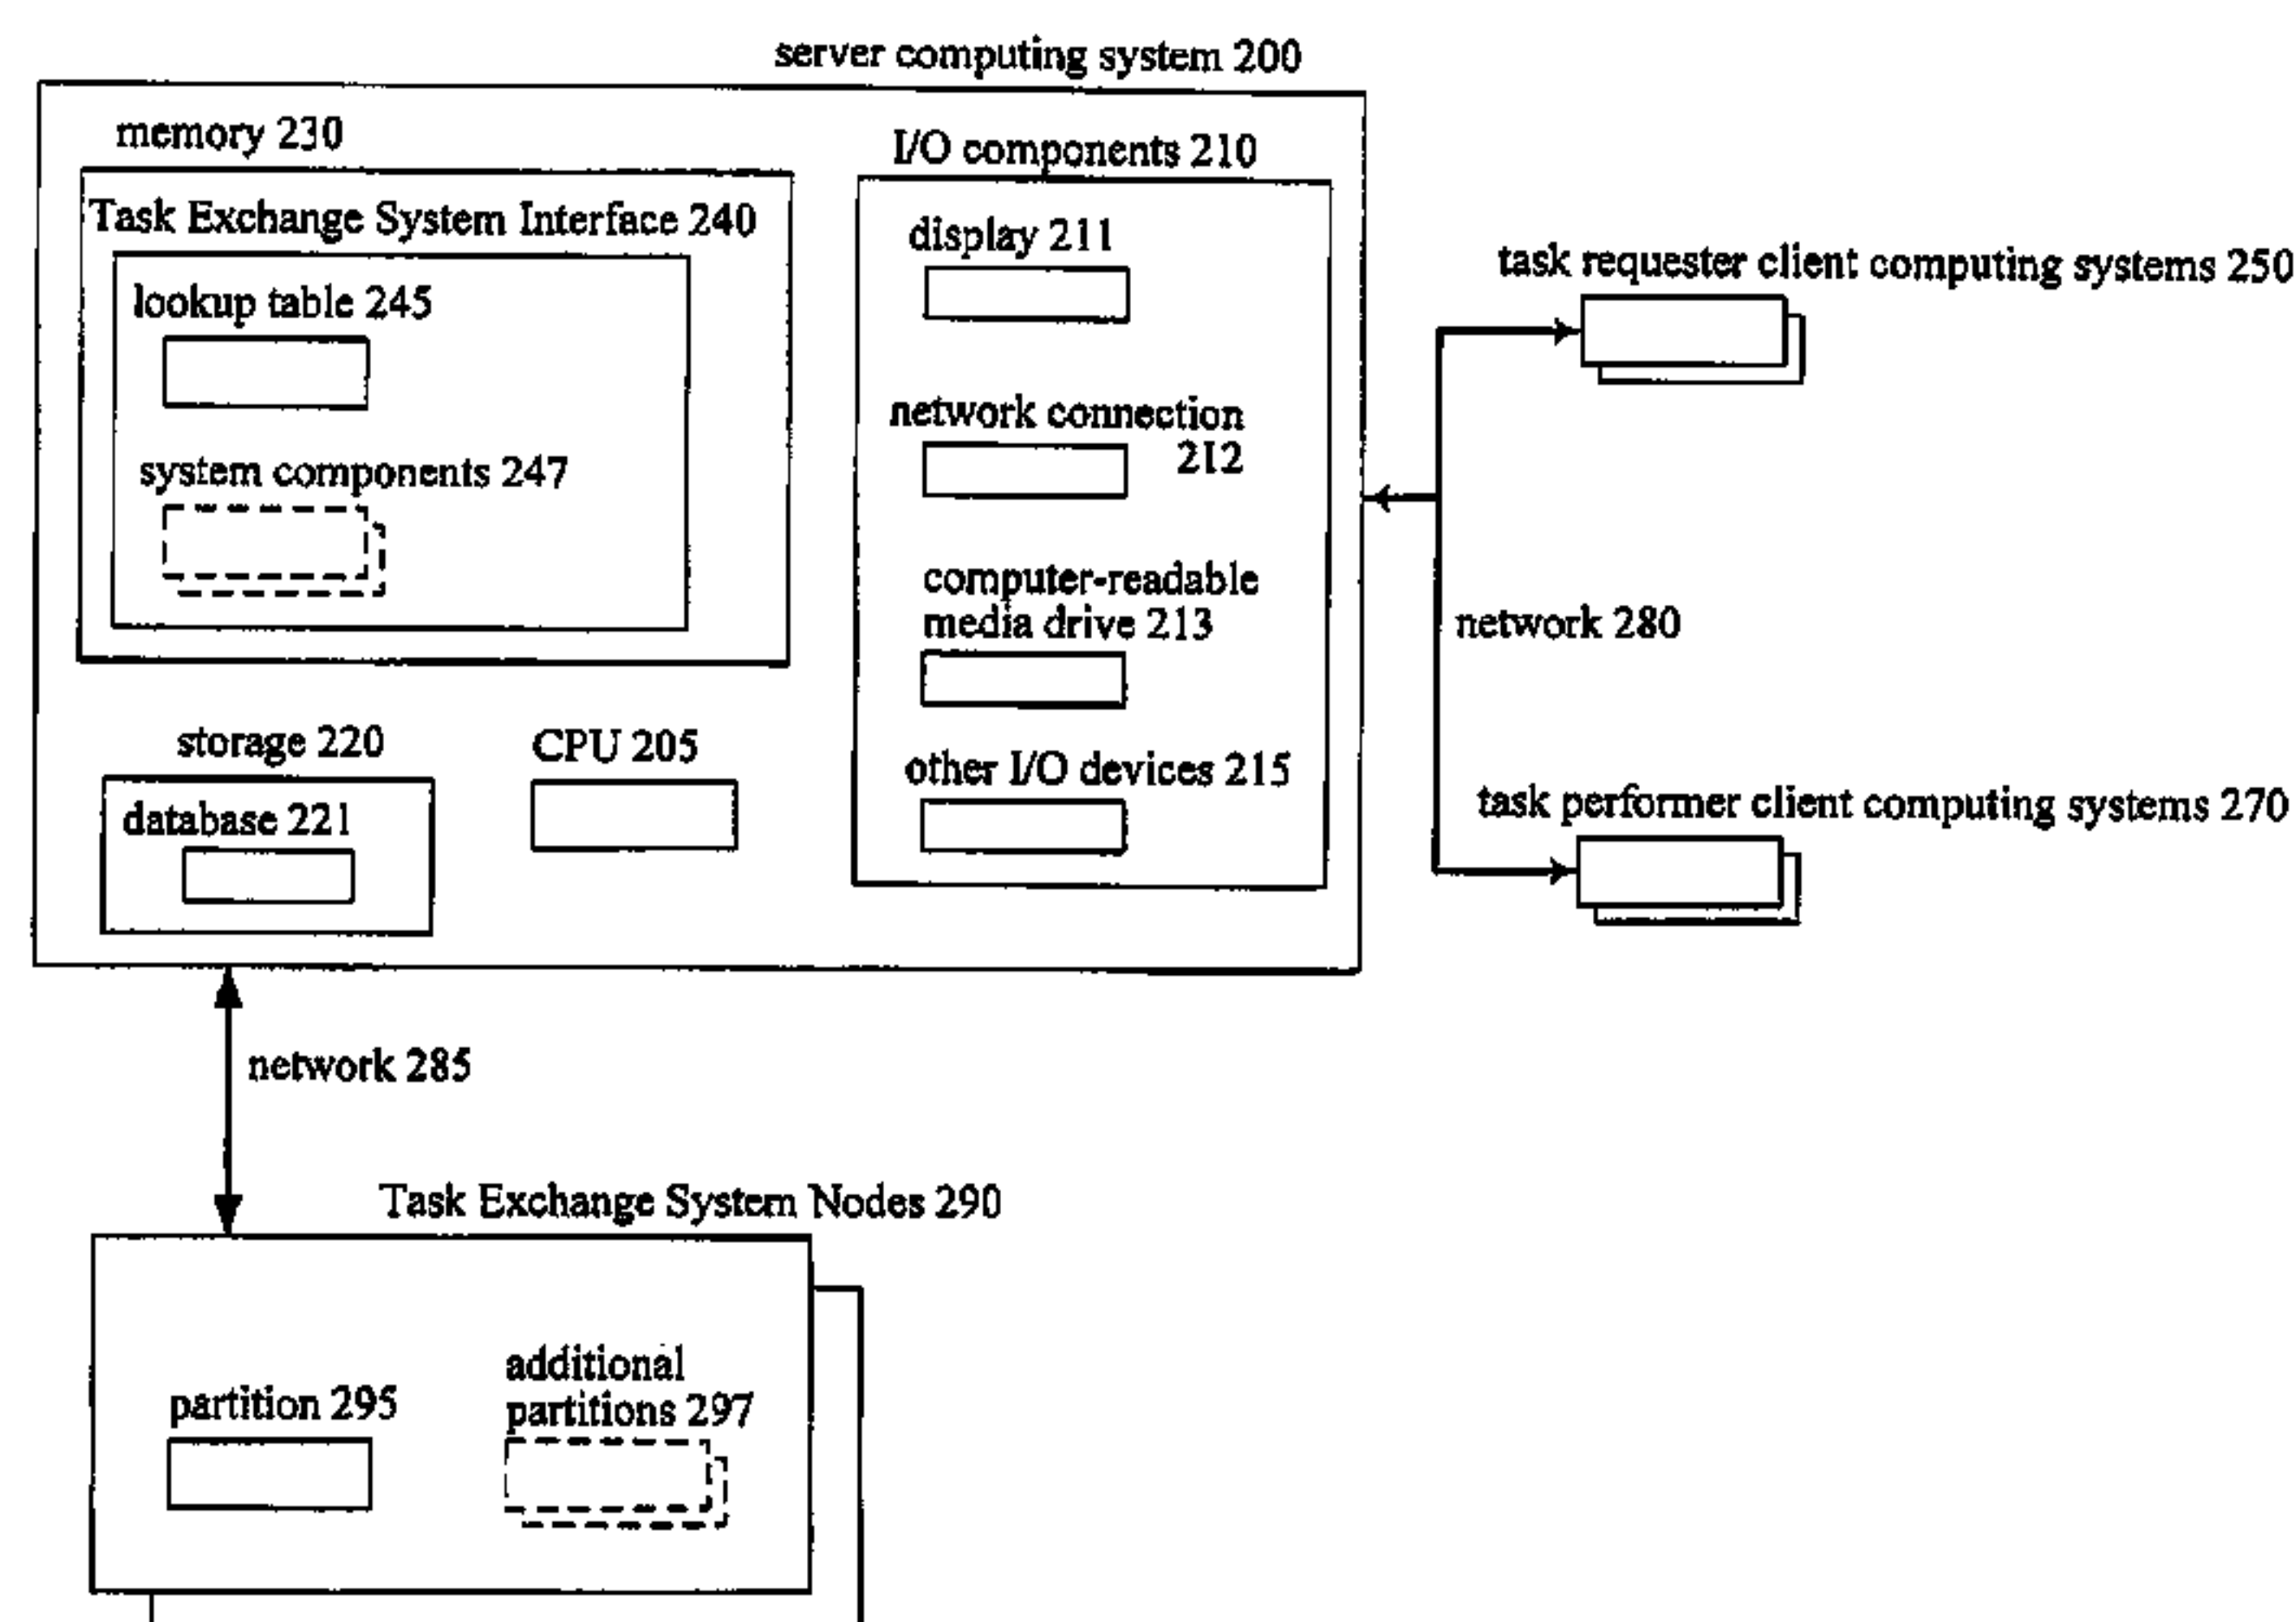 server computing system 200
memory 230
I/O components 210
Task Exchange System Interface 240
display 211
lookup table 245
task requester client computing systems 250
network connection
212
system components 247
computer-readable
media drive 213
network 280
storage 220
CPU 205
other I/O devices 215
database 221
task performer client computing systems 270
network 285
Task Exchange System Nodes 290
additional
partitions 297
partition 295